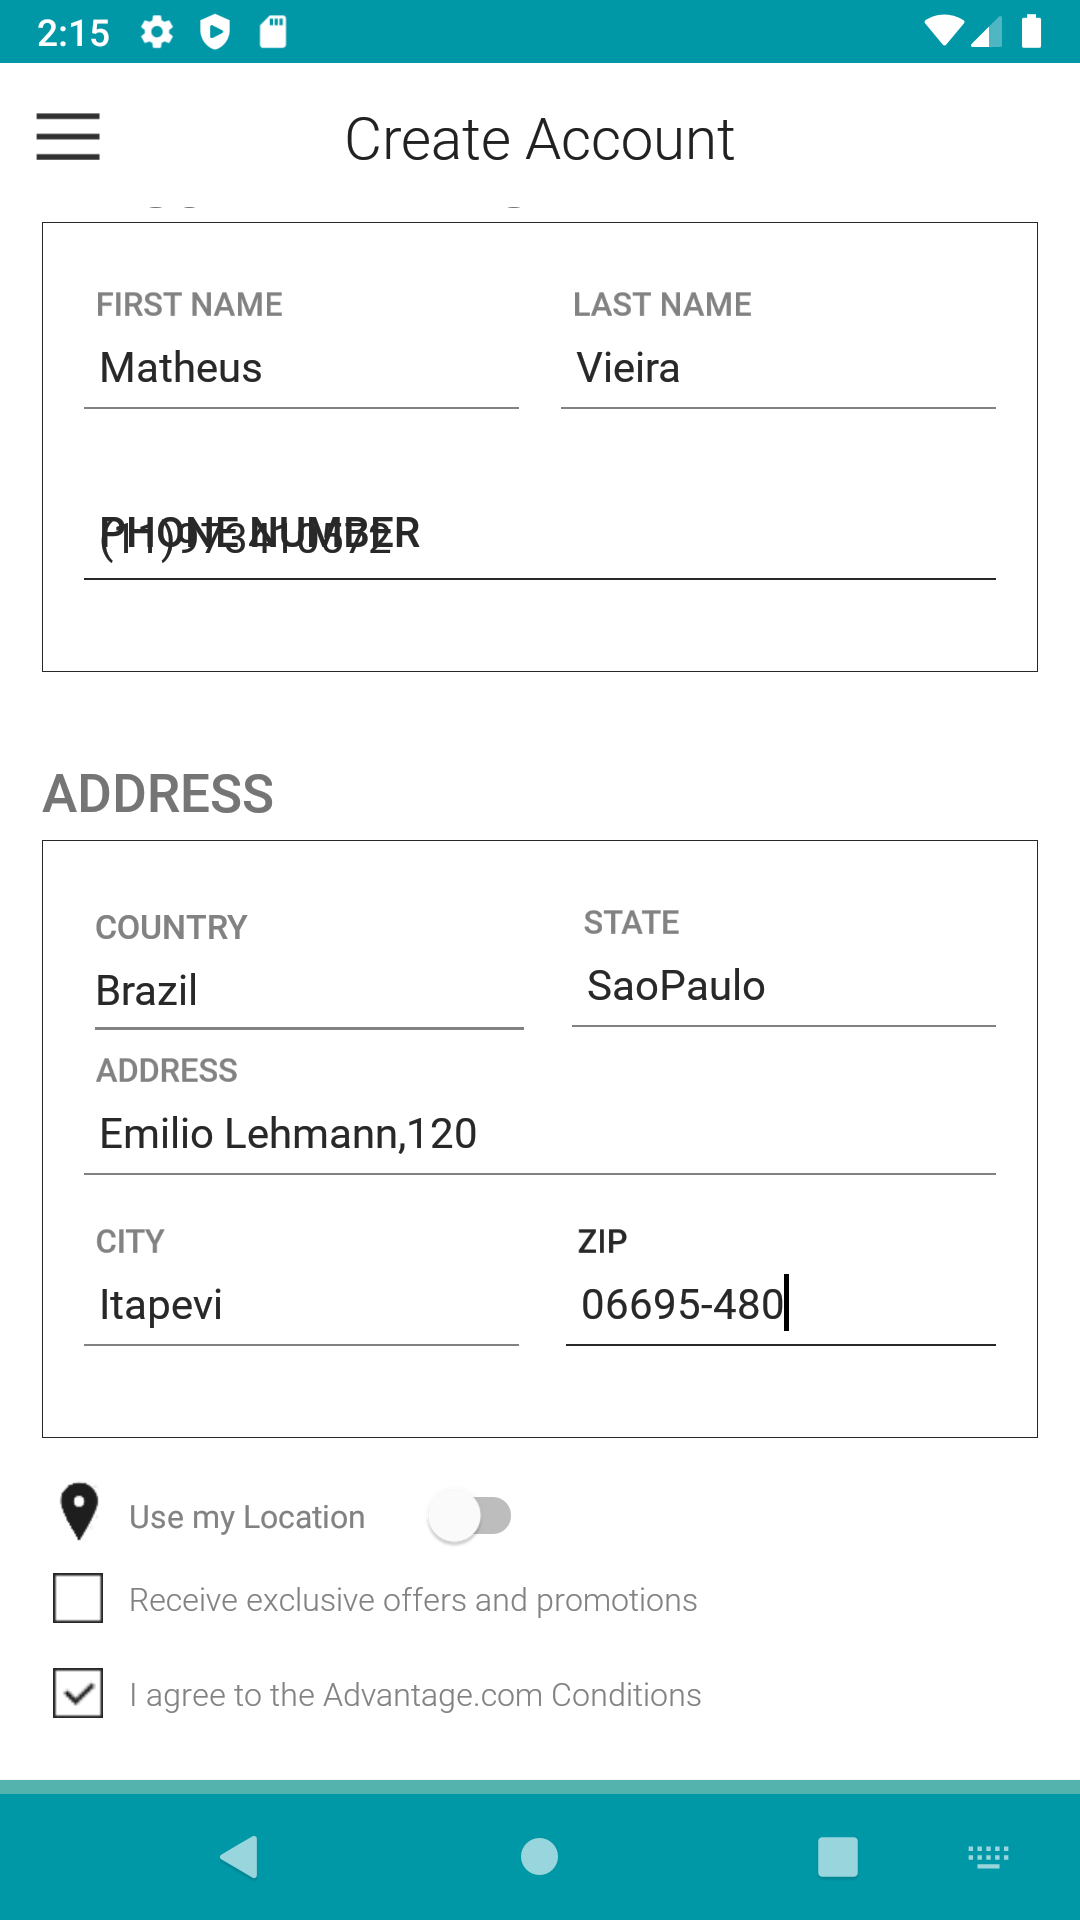 2:15
Create Account
FIRST NAME
LAST NAME
Matheus
Vieira
PHONE NUMBER
ADDRESS
COUNTRY
STATE
Brazil
SaoPaulo
ADDRESS
Emilio Lehmann,120
CITY
ZIP
Itapevi
06695-480
Use my Location
Receive exclusive offers and promotions
I agree to the Advantage.com Conditions